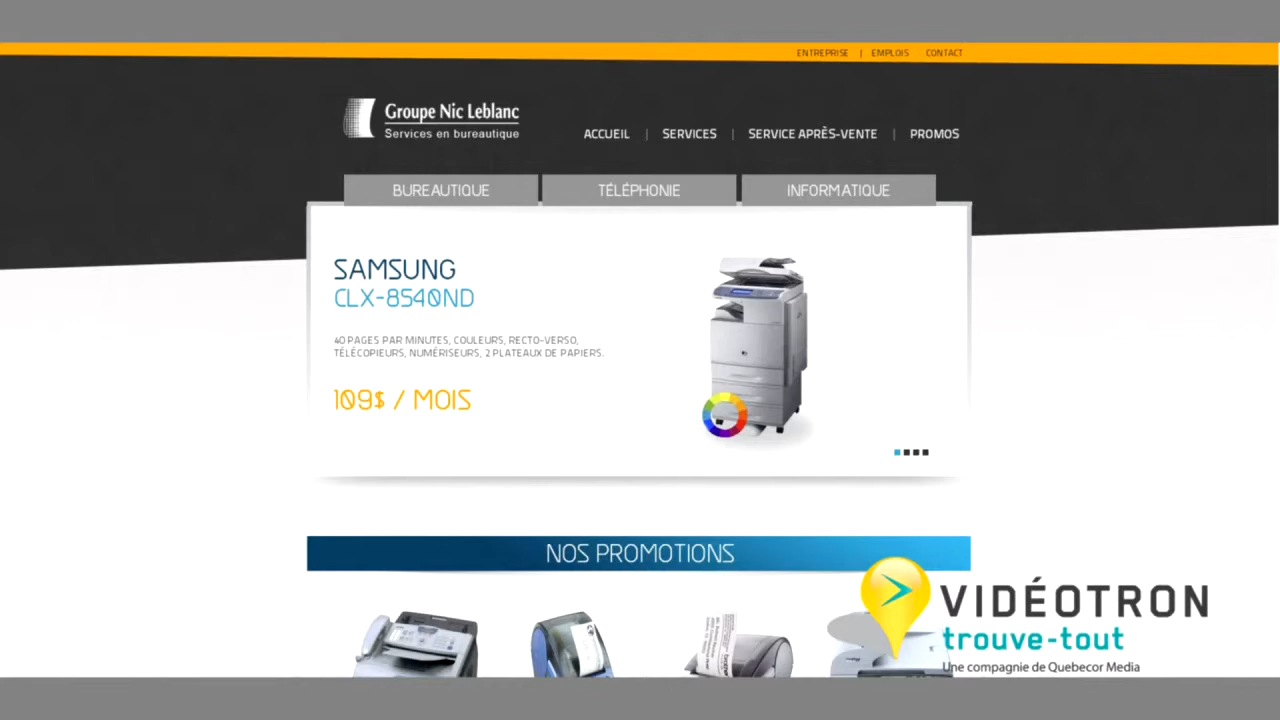 ENTREPRISE | EMPLOIS CONTACT
Groupe Nic Leblanc
Services en bureautique
ACCUEIL | SERVICES | SERVICE APRÈS-VENTE | PROMOS
BUREAUTIQUE TÉLÉPHONIE INFORMATIQUE
SAMSUNG
CLX-8540ND
40 PAGES PAR MINUTES, COULEURS, RECTO-VERSO,
TÉLÉCOPIEURS, NUMÉRISEURS, 2 PLATEAUX DE PAPIERS.
109$ / MOIS
NOS PROMOTIONS
VIDÉOTRON
trouve-tout
Une compagnie de Quebecor Media